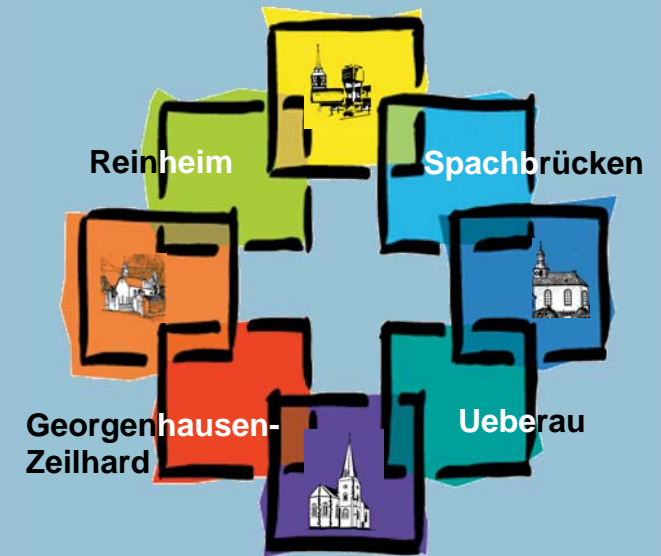 Reinheim
Spachbrücken
Georgenhausen-
Zeilhard
Ueberau